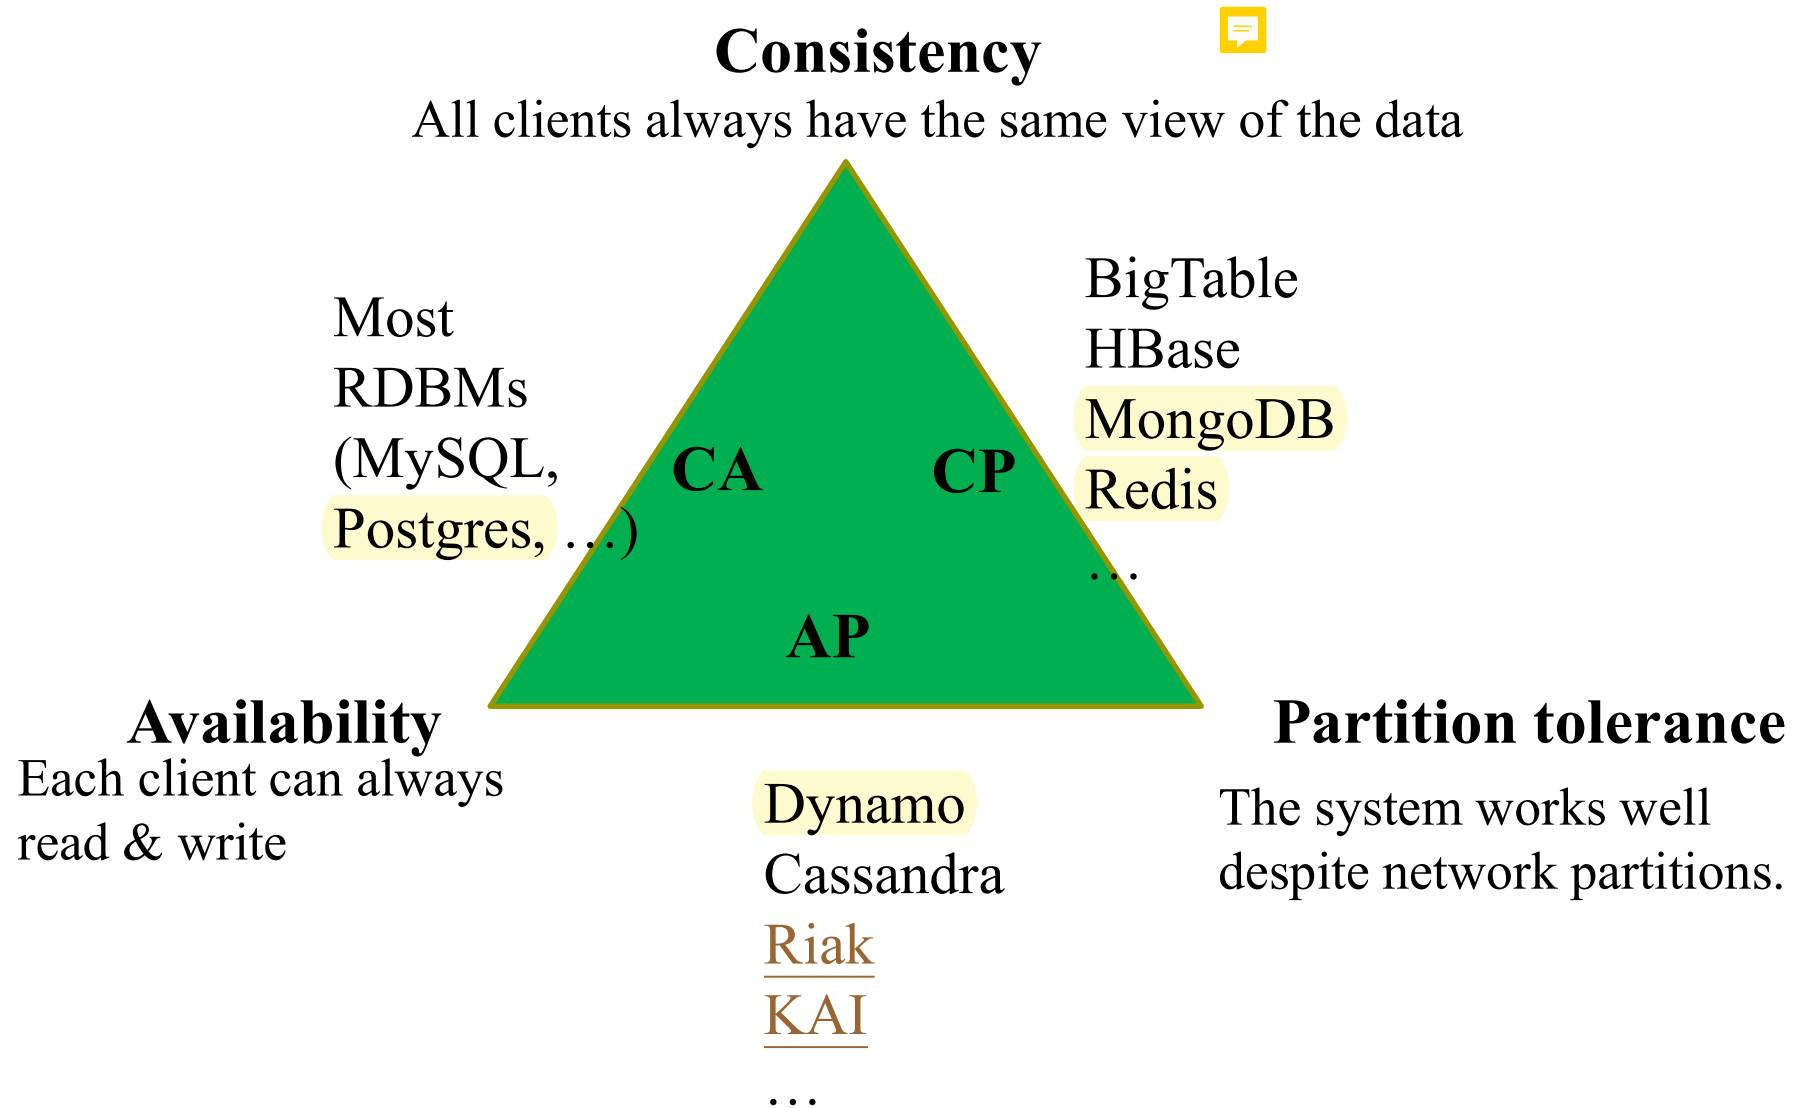 Consistency
All clients always have the same view of the data
Most
RDBMs
(MySQL,
Postgres, …)
BigTable
HBase
MongoDB
Redis
…
CA
CP
AP
Availability
Each client can always
read & write
Partition tolerance
The system works well
despite network partitions.
Dynamo
Cassandra
Riak
KAI
…